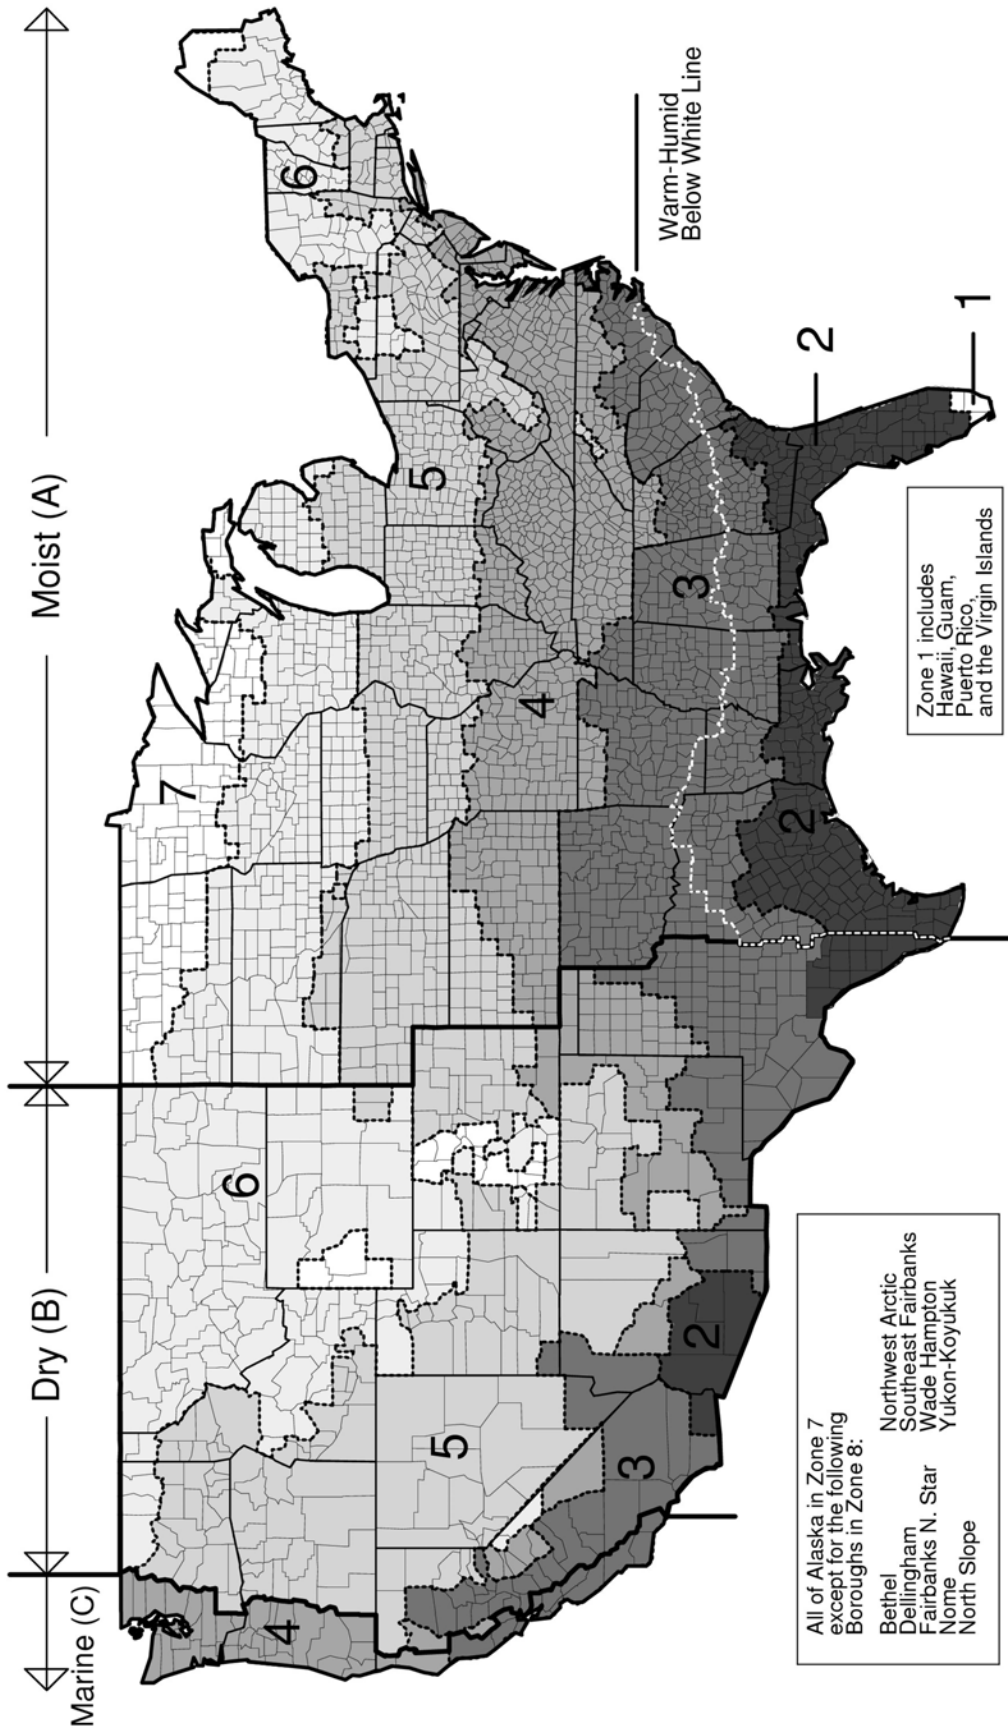 Marine (C)
Dry (B)
Moist (A)
7
6
6
5
5
4
4
3
3
2
2
2
1
Warm-Humid
Below White Line
All of Alaska in Zone 7
except for the following
Boroughs in Zone 8:
Bethel
Dellingham
Fairbanks N. Star
Nome
North Slope
Northwest Arctic
Southeast Fairbanks
Wade Hampton
Yukon-Koyukuk
Zone 1 includes
Hawaii, Guam,
Puerto Rico,
and the Virgin Islands